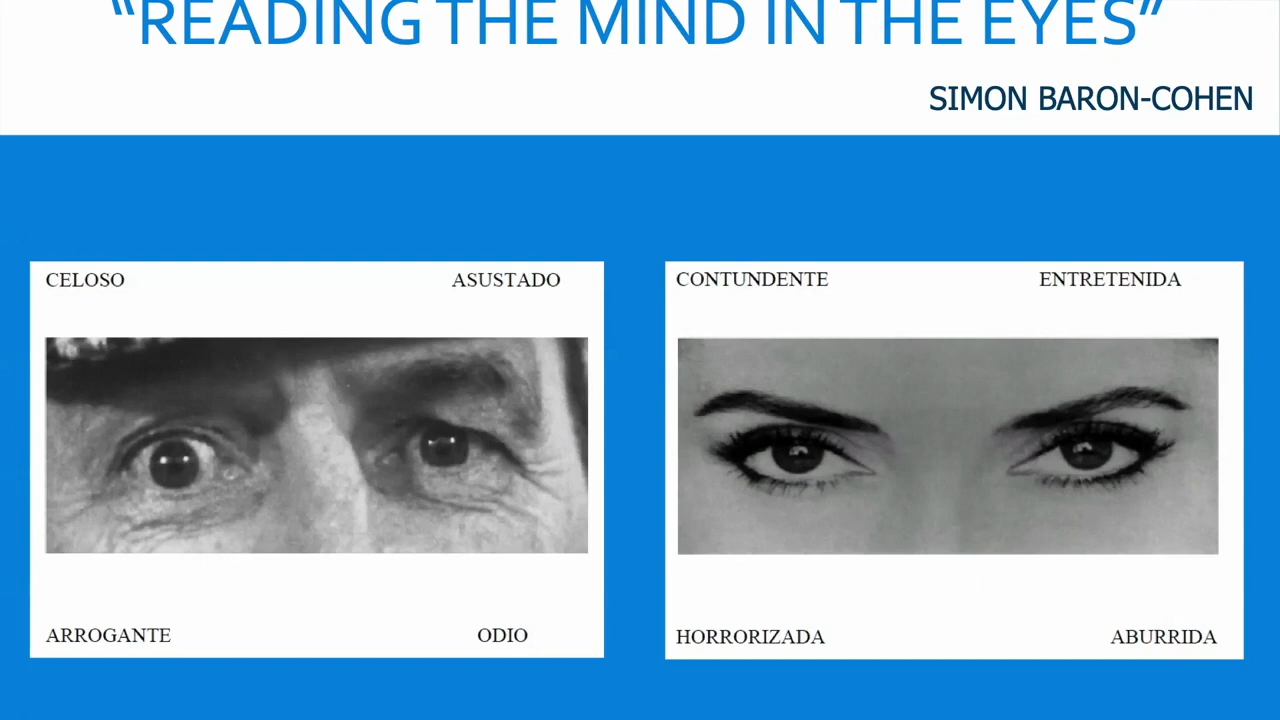 “READING THE MIND IN THE EYES”
SIMON BARON-COHEN
CELOSO ASUSTADO
ARROGANTE ODIO
CONTUNDENTE ENTRETENIDA
HORRORIZADA ABURRIDA